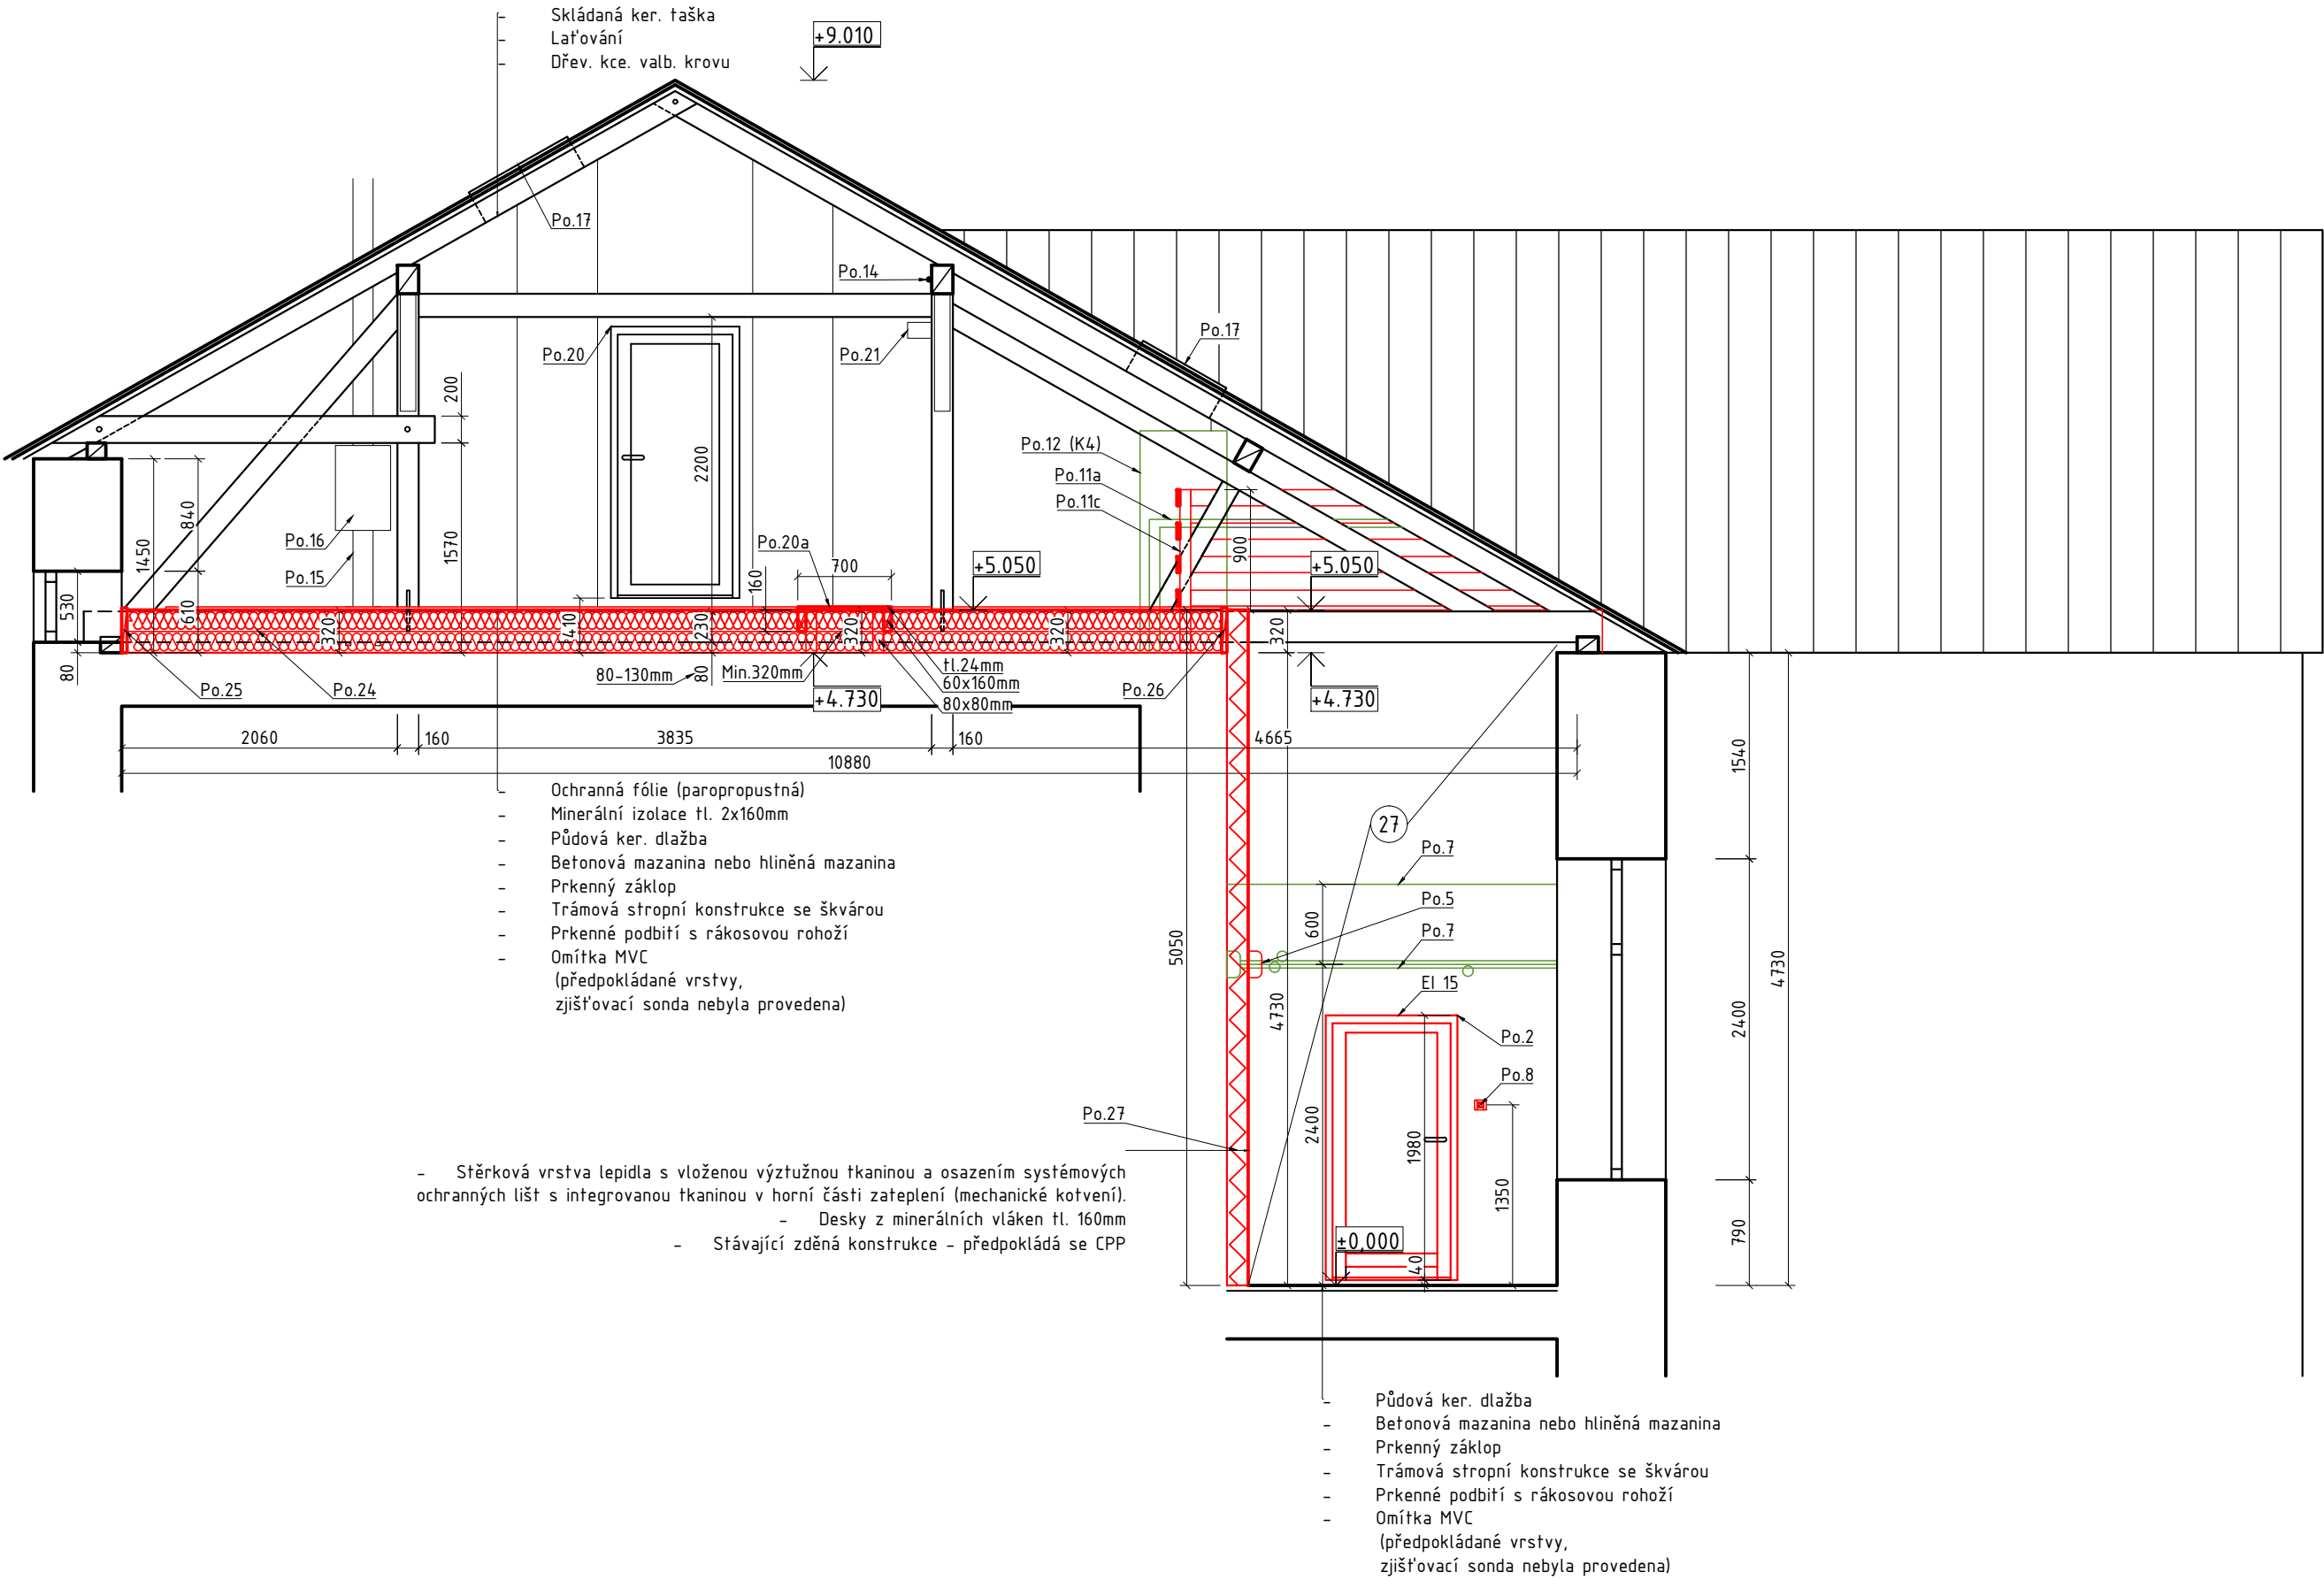 - Skládaná ker. taška
- Laťování
- Dřev. kce. valb. krovu
+9.010
Po.17
Po.14
Po.17
Po.20
Po.21
200
2200
Po.12 (K4)
Po.11a
Po.11c
840
1450
1570
900
Po.16
Po.15
Po.20a
700
160
+5.050
+5.050
530
610
320
410
230
320
320
320
80
80
80-130mm
Min.320mm
tl.24mm
60x160mm
80x80mm
Po.25
Po.24
Po.26
+4.730
+4.730
2060
160
3835
160
4665
10880
1540
- Ochranná fólie (paropropustná)
- Minerální izolace tl. 2x160mm
- Půdová ker. dlažba
- Betonová mazanina nebo hliněná mazanina
- Prkenný záklop
- Trámová stropní konstrukce se škvárou
- Prkenné podbití s rákosovou rohoží
- Omítka MVC
(předpokládané vrstvy,
zjišťovací sonda nebyla provedena)
27
Po.7
Po.5
600
Po.7
5050
4730
EI 15
Po.2
Po.8
2400
4730
Po.27
2400
1980
1350
790
±0,000
40
- Stěrková vrstva lepidla s vloženou výztužnou tkaninou a osazením systémových
ochranných lišt s integrovanou tkaninou v horní části zateplení (mechanické kotvení).
- Desky z minerálních vláken tl. 160mm
- Stávající zděná konstrukce - předpokládá se CPP
- Půdová ker. dlažba
- Betonová mazanina nebo hliněná mazanina
- Prkenný záklop
- Trámová stropní konstrukce se škvárou
- Prkenné podbití s rákosovou rohoží
- Omítka MVC
(předpokládané vrstvy,
zjišťovací sonda nebyla provedena)